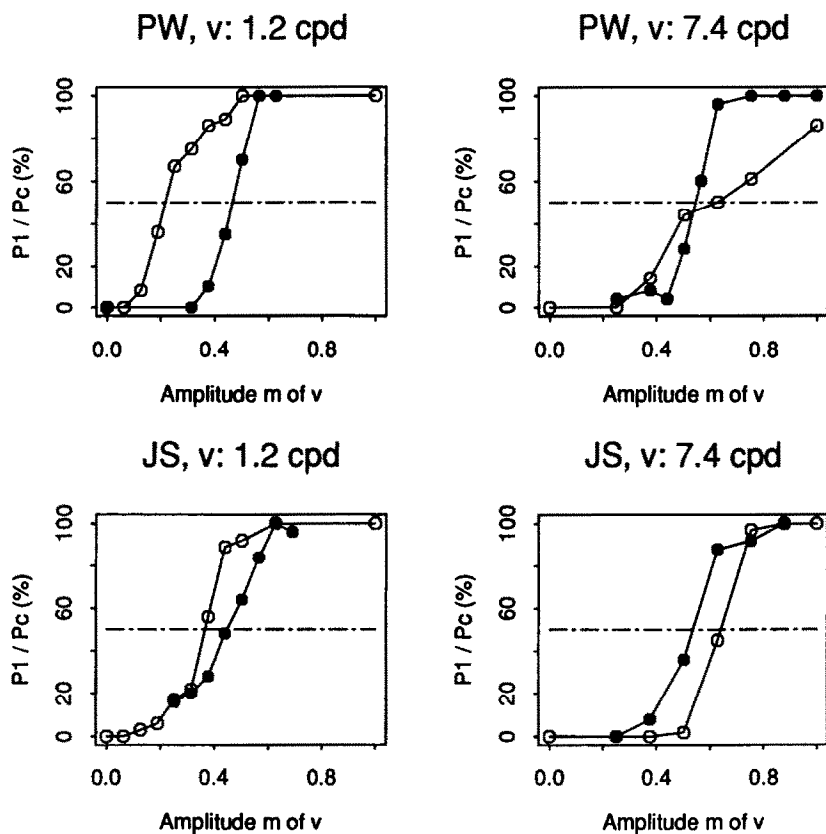 PW, v: 1.2 cpd
P1 / Pc (%)
100
60
20
0
0.0 0.4 0.8
Amplitude m of v
PW, v: 7.4 cpd
P1 / Pc (%)
100
60
20
0
0.0 0.4 0.8
Amplitude m of v
JS, v: 1.2 cpd
P1 / Pc (%)
100
60
20
0
0.0 0.4 0.8
Amplitude m of v
JS, v: 7.4 cpd
P1 / Pc (%)
100
60
20
0
0.0 0.4 0.8
Amplitude m of v